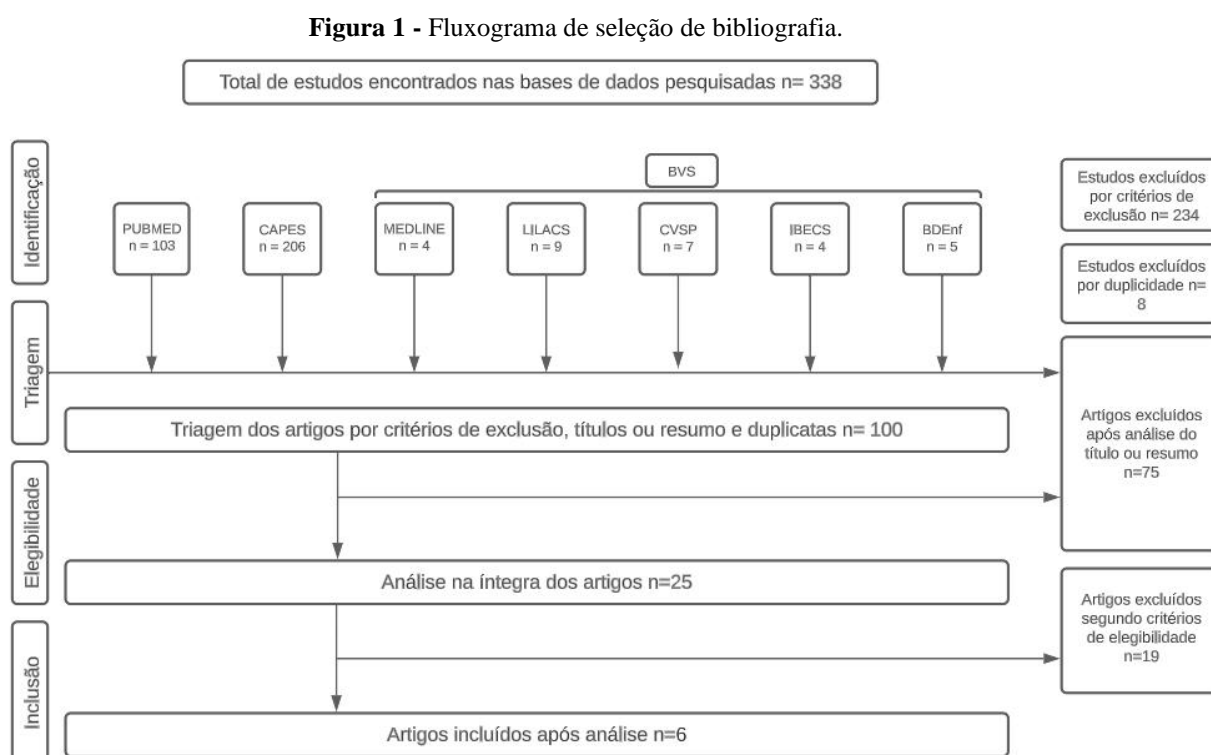 Figura 1 - Fluxograma de seleção de bibliografia.
Total de estudos encontrados nas bases de dados pesquisadas n= 338
Identificação
BVS
PUBMED
n = 103
CAPES
n = 206
MEDLINE
n = 4
LILACS
n = 9
CVSP
n = 7
IBECS
n = 4
BDEnf
n = 5
Estudos excluídos
por critérios de
exclusão n= 234
Estudos excluídos
por duplicidade n=
8
Triagem
Triagem dos artigos por critérios de exclusão, títulos ou resumo e duplicatas n= 100
Artigos excluídos
após análise do
título ou resumo
n=75
Elegibilidade
Análise na íntegra dos artigos n=25
Artigos excluídos
segundo critérios
de elegibilidade
n=19
Inclusão
Artigos incluídos após análise n=6